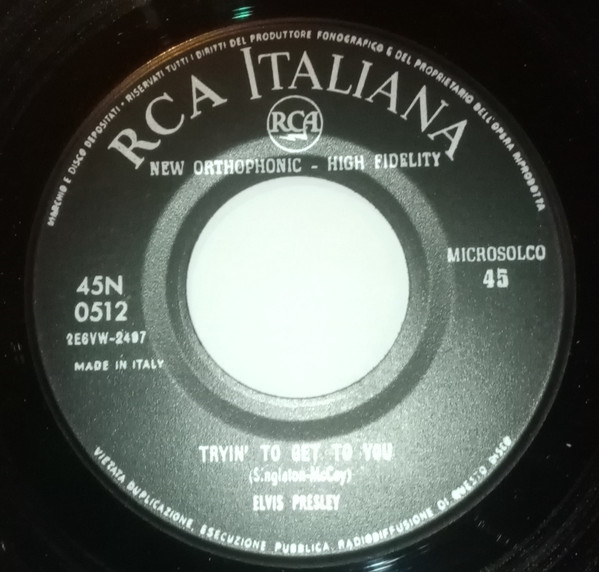 MARCHIO E DISCO DEPOSITATI • RISERVATI TUTTI I DIRITTI DEL PRODUTTORE FONOGRAFICO E DEL PROPRIETARIO DELL'OPERA RIPRODOTTA
RCA ITALIANA
RCA
NEW ORTHOPHONIC - HIGH FIDELITY
MICROSOLCO
45
45N
0512
2E6VW-2497
MADE IN ITALY
TRYIN' TO GET TO YOU
(Singleton-McCoy)
ELVIS PRESLEY
VIETATA DUPLICAZIONE, ESECUZIONE PUBBLICA, RADIODIFFUSIONE DI QUESTO DISCO